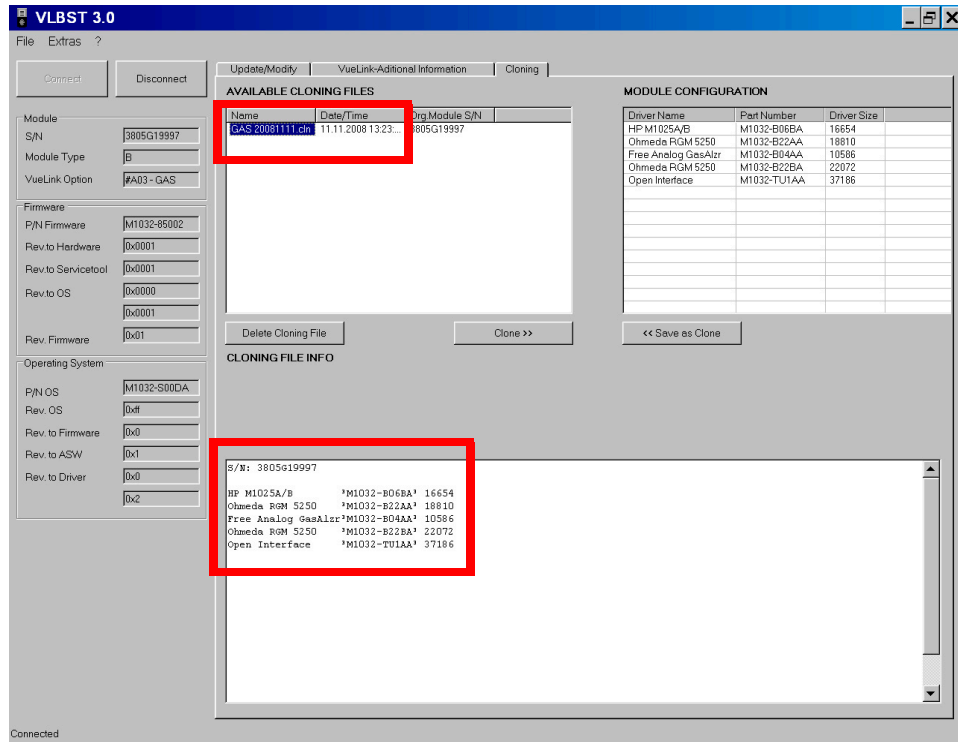 VLBST 3.0
File Extras ?
Connect Disconnect
Update/Modify VueLink-Aditional Information Cloning
AVAILABLE CLONING FILES
Name Date/Time Org.Module S/N
GAS 20081111.cln 11.11.2008 13:23:... 3805G19997
Delete Cloning File Clone >>
MODULE CONFIGURATION
Driver Name Part Number Driver Size
HP M1025A/B M1032-B06BA 16654
Ohmeda RGM 5250 M1032-B22AA 18810
Free Analog GasAlzr M1032-B04AA 10586
Ohmeda RGM 5250 M1032-B22BA 22072
Open Interface M1032-TU1AA 37186
<< Save as Clone
Module
S/N 3805G19997
Module Type B
VueLink Option #A03 - GAS
Firmware
P/N Firmware M1032-85002
Rev.to Hardware 0x0001
Rev.to Servicetool 0x0001
Rev.to OS 0x0000
0x0001
Rev. Firmware 0x01
Operating System
P/N OS M1032-S00DA
Rev. OS 0xff
Rev. to Firmware 0x0
Rev. to ASW 0x1
Rev. to Driver 0x0
0x2
CLONING FILE INFO
S/N: 3805G19997
HP M1025A/B ³M1032-B06BA³ 16654
Ohmeda RGM 5250 ³M1032-B22AA³ 18810
Free Analog GasAlzr³M1032-B04AA³ 10586
Ohmeda RGM 5250 ³M1032-B22BA³ 22072
Open Interface ³M1032-TU1AA³ 37186
Connected